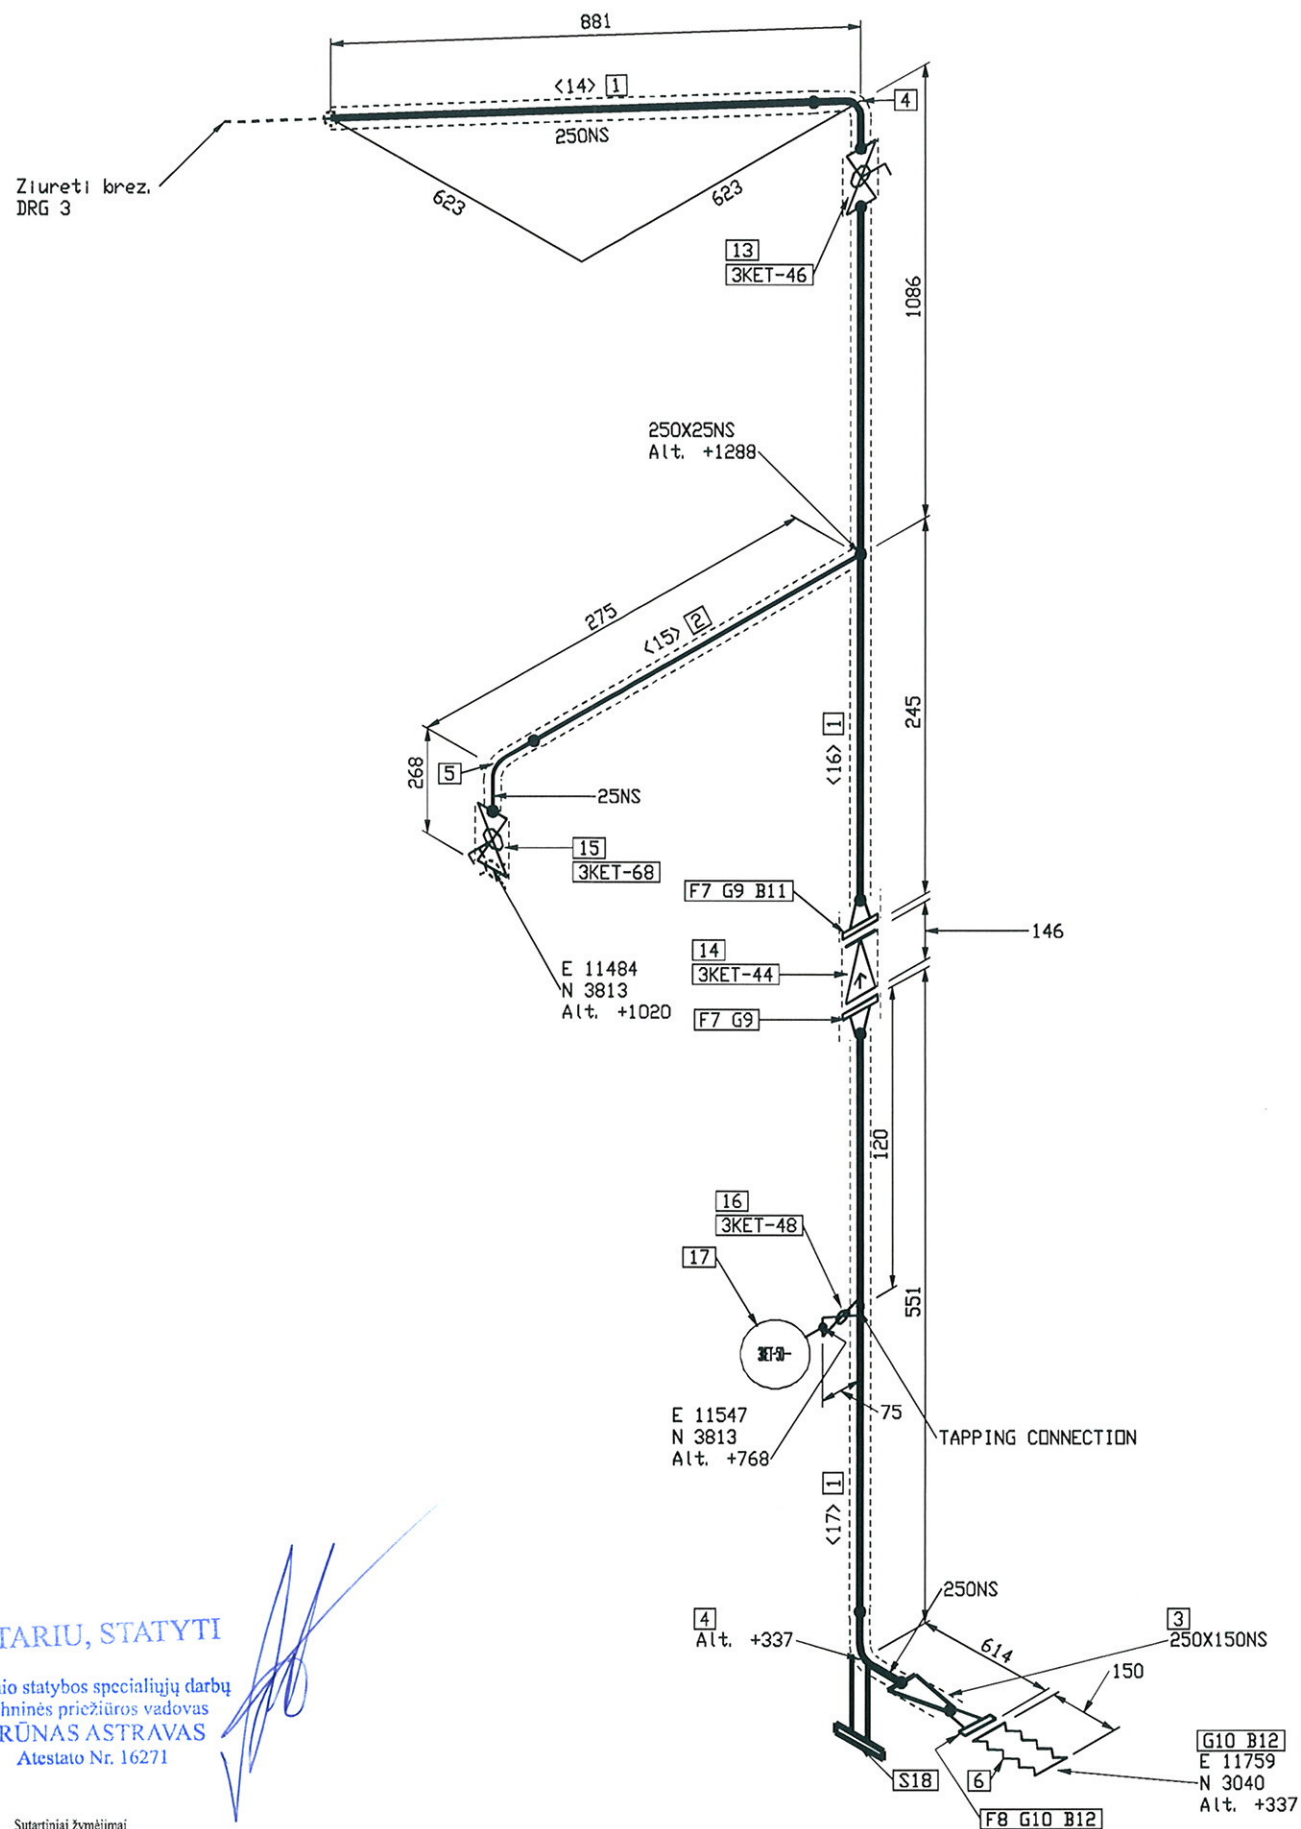 881
<14> 1
4
250NS
Ziureti brez.
DRG 3
623
623
13
3KET-46
1086
250X25NS
Alt. +1288
275
<15> 2
245
<16> 1
268
5
25NS
15
3KET-68
F7 G9 B11
146
14
3KET-44
E 11484
N 3813
Alt. +1020
F7 G9
120
16
3KET-48
17
551
75
E 11547
N 3813
Alt. +768
TAPPING CONNECTION
<17> 1
250NS
4
Alt. +337
3
250X150NS
614
150
G10 B12
E 11759
N 3040
Alt. +337
S18
6
F8 G10 B12
TARIU, STATYTI
io statybos specialiųjų darbų
hninės priežiūros vadovas
RŪNAS ASTRAVAS
Atestato Nr. 16271
Sutartiniai žymėjimai